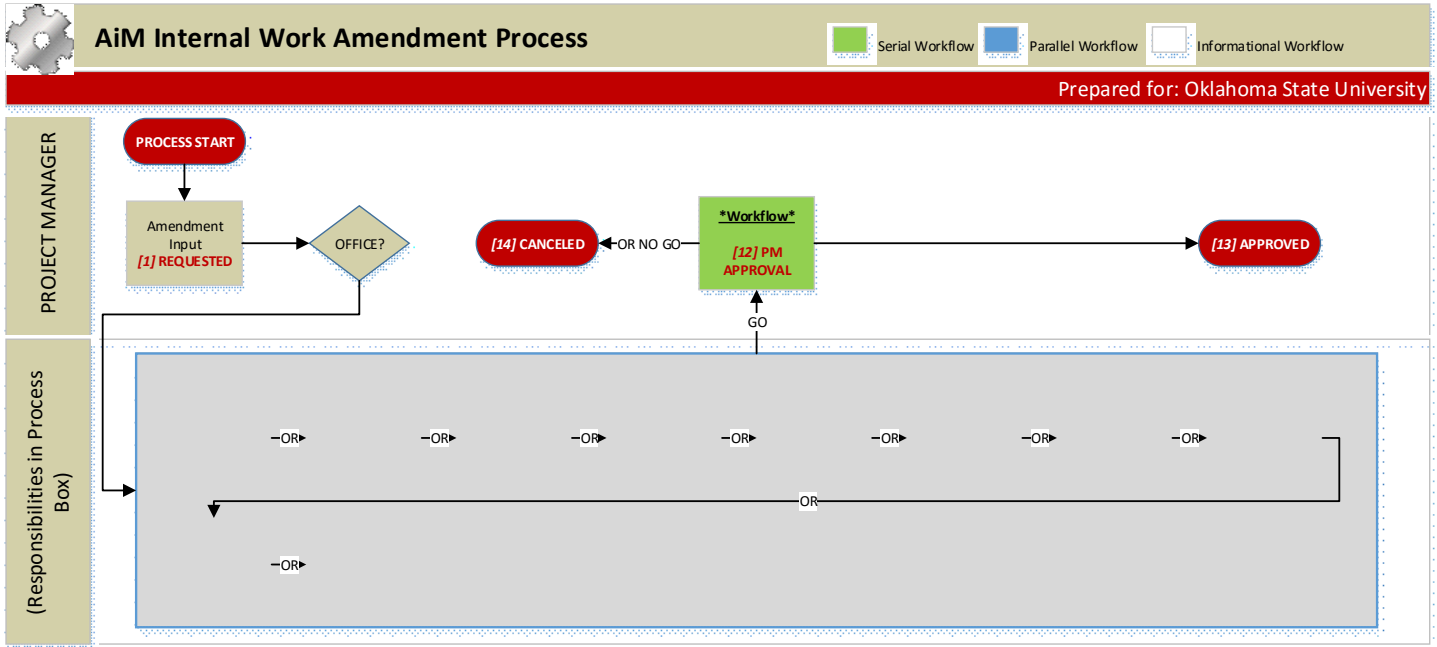 AiM Internal Work Amendment Process
Serial Workflow
Parallel Workflow
Informational Workflow
Prepared for: Oklahoma State University
PROJECT MANAGER
PROCESS START
Amendment
Input
[1] REQUESTED
OFFICE?
[14] CANCELED
OR NO GO
*Workflow*
[12] PM
APPROVAL
[13] APPROVED
GO
(Responsibilities in Process
Box)
OR
OR
OR
OR
OR
OR
OR
OR
OR